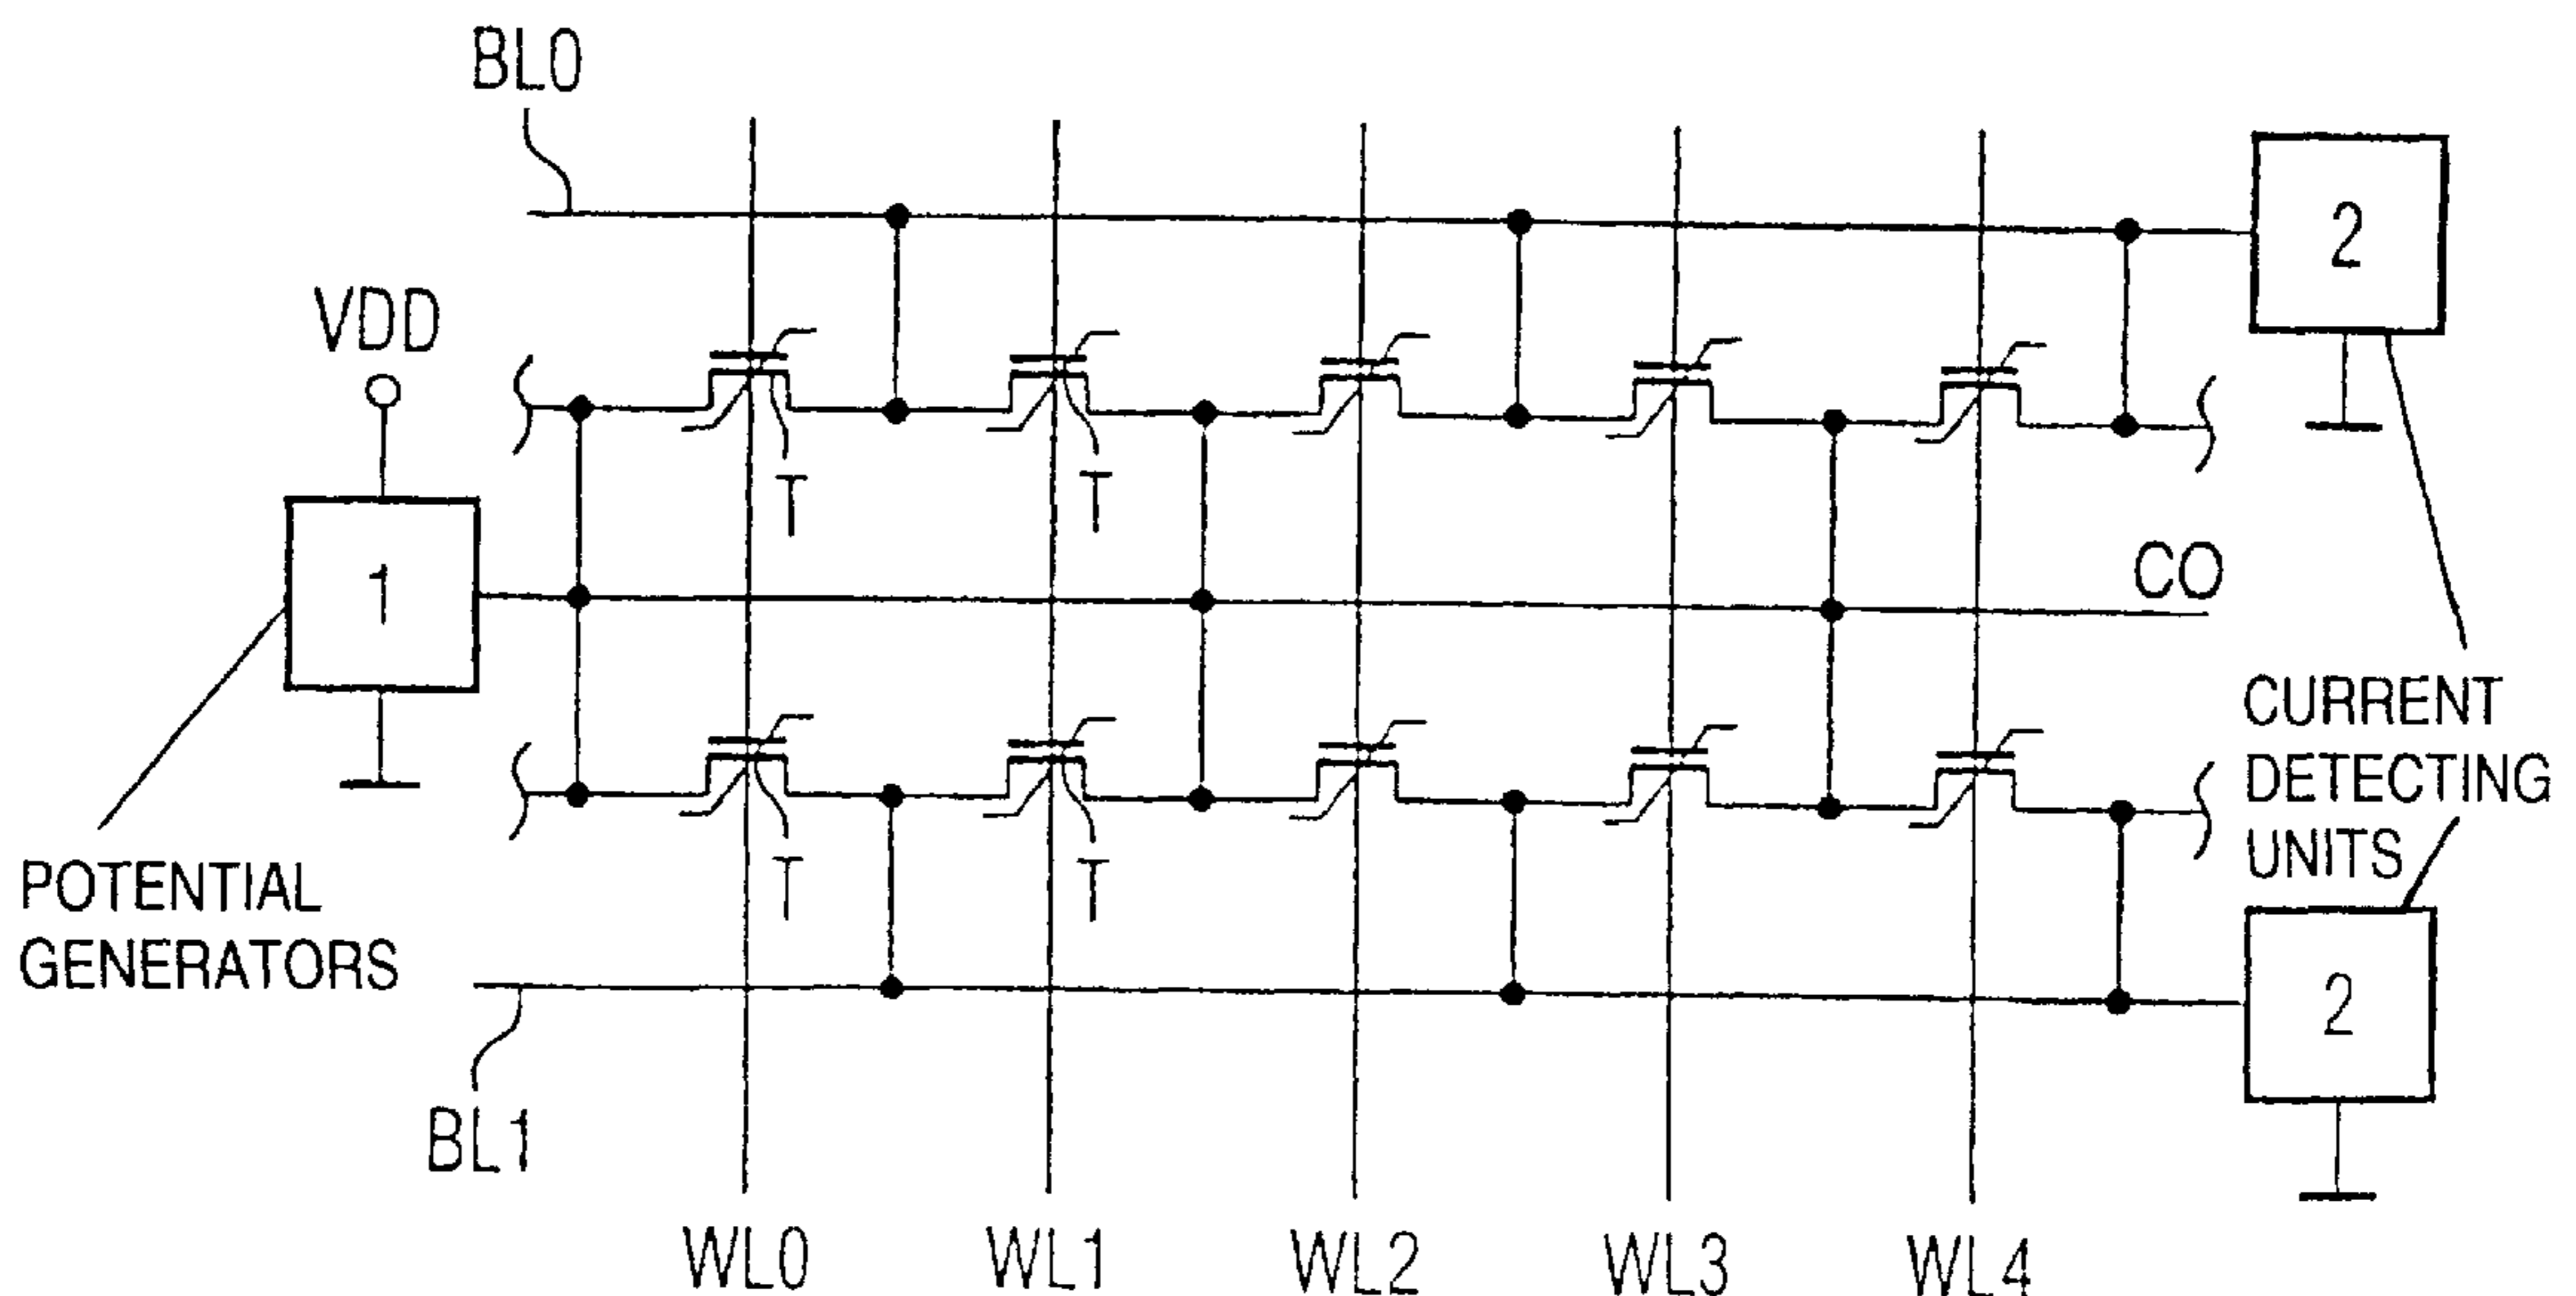 BL0
VDD
2
T
T
1
CO
CURRENT
DETECTING
UNITS
POTENTIAL
GENERATORS
T
T
2
BL1
WL0
WL1
WL2
WL3
WL4